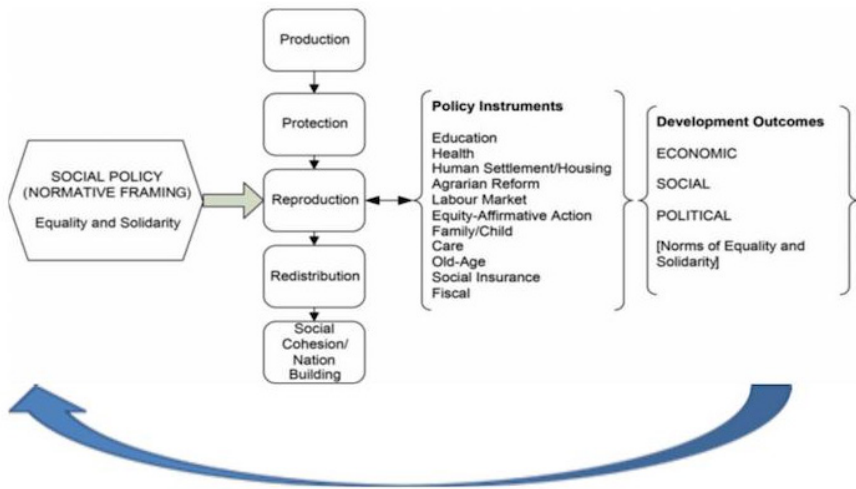 SOCIAL POLICY
(NORMATIVE FRAMING)
Equality and Solidarity
Production
Protection
Reproduction
Redistribution
Social
Cohesion/
Nation
Building
Policy Instruments
Education
Health
Human Settlement/Housing
Agrarian Reform
Labour Market
Equity-Affirmative Action
Family/Child
Care
Old-Age
Social Insurance
Fiscal
Development Outcomes
ECONOMIC
SOCIAL
POLITICAL
[Norms of Equality and
Solidarity]